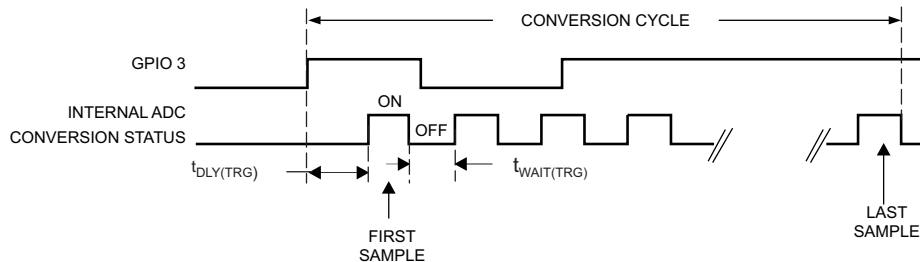 CONVERSION CYCLE
GPIO 3
INTERNAL ADC
CONVERSION STATUS
ON
OFF
tDLY(TRG)
tWAIT(TRG)
FIRST
SAMPLE
LAST
SAMPLE